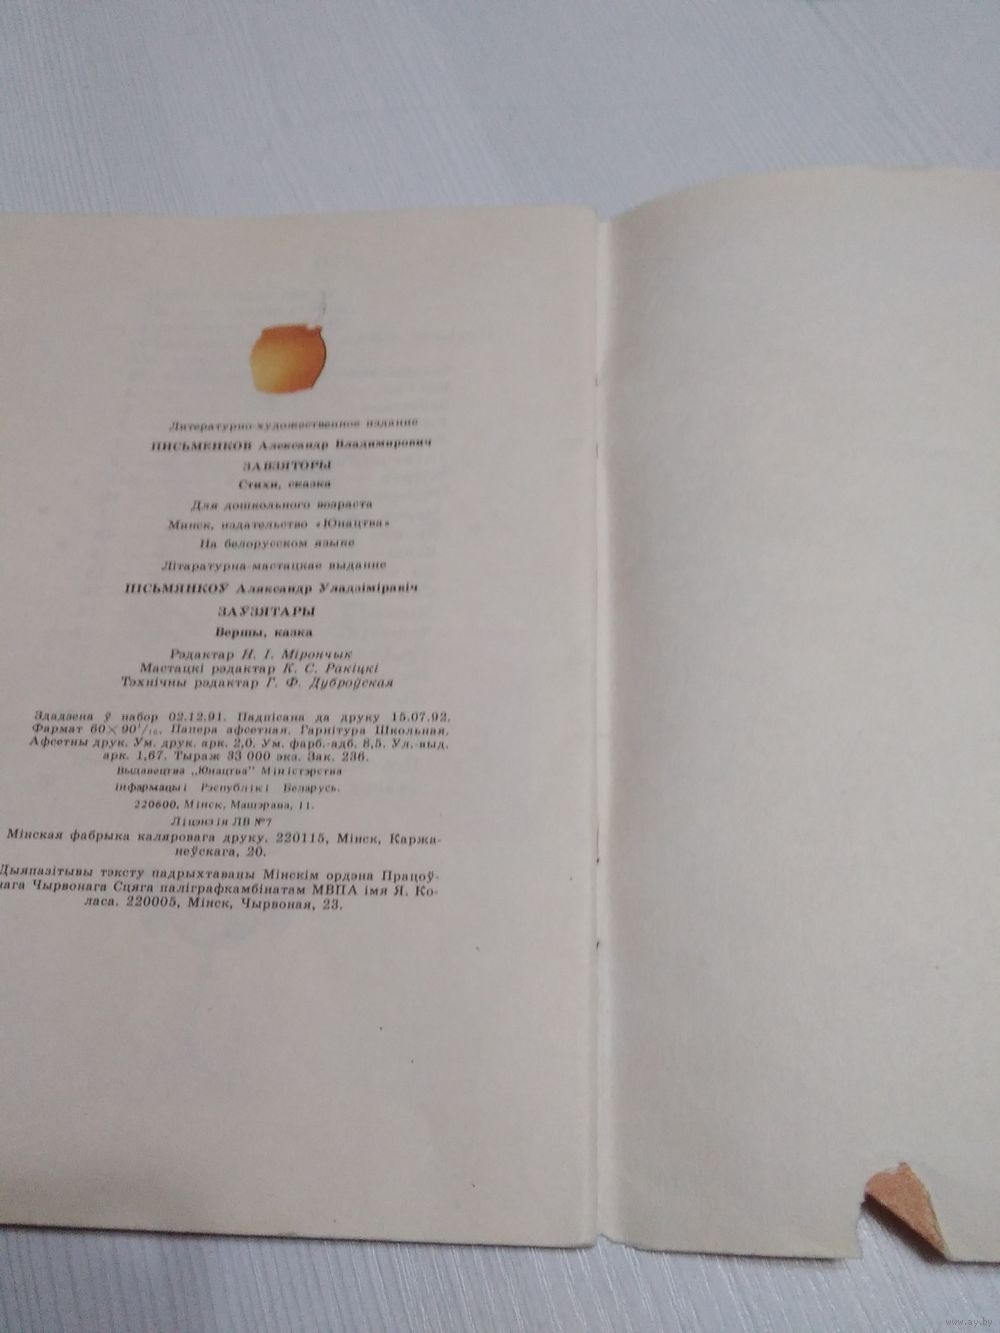 Литературно-художественное издание
ПИСЬМЕНКОВ Александр Владимирович
ЗАВЗЯТОРЫ
Стихи, сказка
Для дошкольного возраста
Минск, издательство «Юнацтва»
На белорусском языке
Літаратурна-мастацкае выданне
ПІСЬМЯНКОЎ Аляксандр Уладзіміравіч
ЗАЎЗЯТАРЫ
Вершы, казка
Рэдактар Н. І. Мірончык
Мастацкі рэдактар К. С. Ракіцкі
Тэхнічны рэдактар Г. Ф. Дуброўская
Здадзена ў набор 02.12.91. Падпісана да друку 15.07.92.
Фармат 60×90¹/₁₆. Папера афсетная. Гарнітура Школьная.
Афсетны друк. Ум. друк. арк. 2,0. Ум. фарб.-адб. 8,5. Ул.-выд.
арк. 1,67. Тыраж 33 000 экз. Зак. 236.
Выдавецтва „Юнацтва" Міністэрства
інфармацыі Рэспублікі Беларусь.
220600, Мінск, Машэрава, 11.
Ліцэнзія ЛВ №7
Мінская фабрыка каляровага друку. 220115, Мінск, Каржа-
неўскага, 20.
Дыяпазітывы тэксту падрыхтаваны Мінскім ордэна Працоў-
нага Чырвонага Сцяга паліграфкамбінатам МВПА імя Я. Ко-
ласа. 220005, Мінск, Чырвоная, 23.
www.ay.by